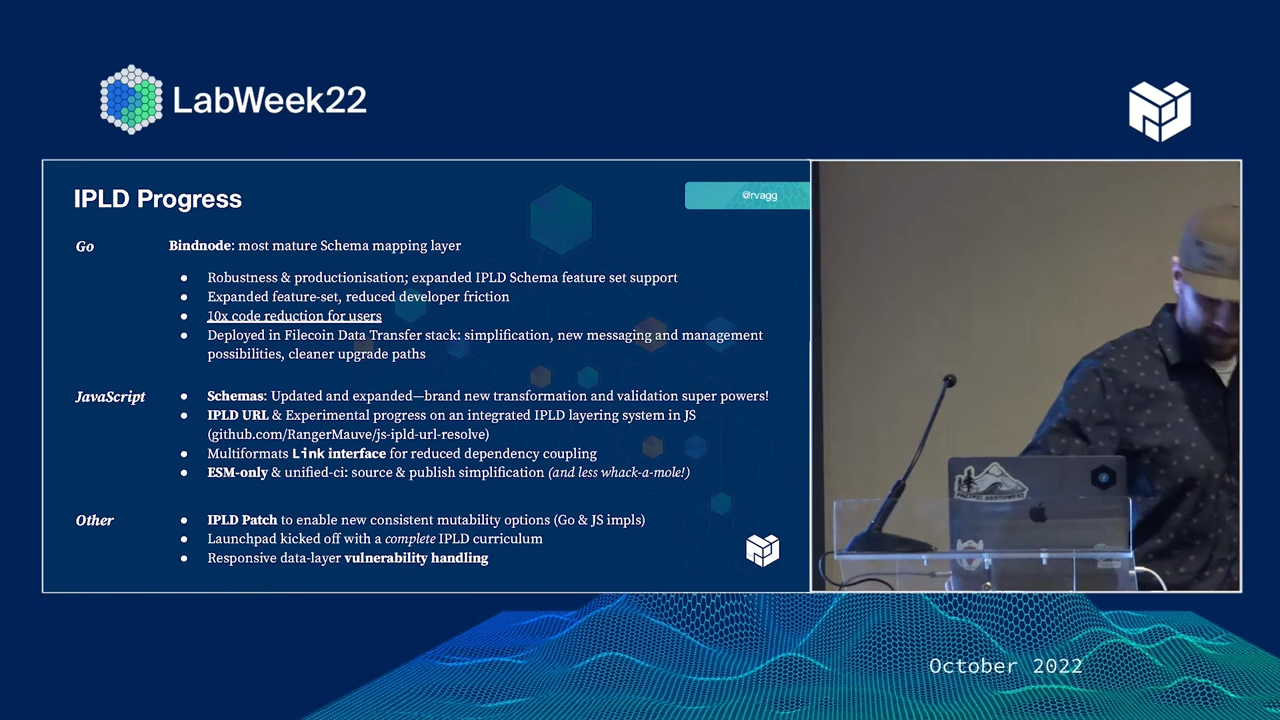 LabWeek22
IPLD Progress
@rvagg
Go
Bindnode: most mature Schema mapping layer
● Robustness & productionisation; expanded IPLD Schema feature set support
● Expanded feature-set, reduced developer friction
● 10x code reduction for users
● Deployed in Filecoin Data Transfer stack: simplification, new messaging and management
possibilities, cleaner upgrade paths
JavaScript
● Schemas: Updated and expanded—brand new transformation and validation super powers!
● IPLD URL & Experimental progress on an integrated IPLD layering system in JS
(github.com/RangerMauve/js-ipld-url-resolve)
● Multiformats Link interface for reduced dependency coupling
● ESM-only & unified-ci: source & publish simplification (and less whack-a-mole!)
Other
● IPLD Patch to enable new consistent mutability options (Go & JS impls)
● Launchpad kicked off with a complete IPLD curriculum
● Responsive data-layer vulnerability handling
PACIFIC NORTHWEST
October 2022